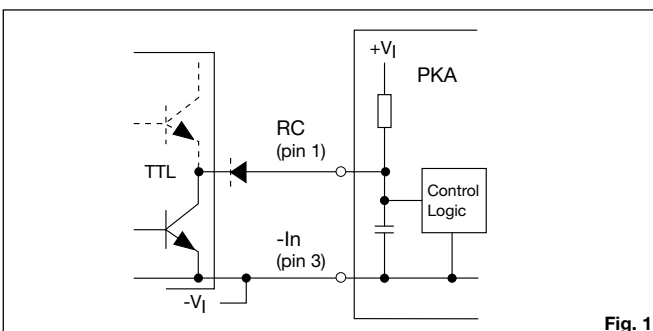 +VI
PKA
RC
(pin 1)
TTL
Control
Logic
-In
(pin 3)
-VI
Fig. 1